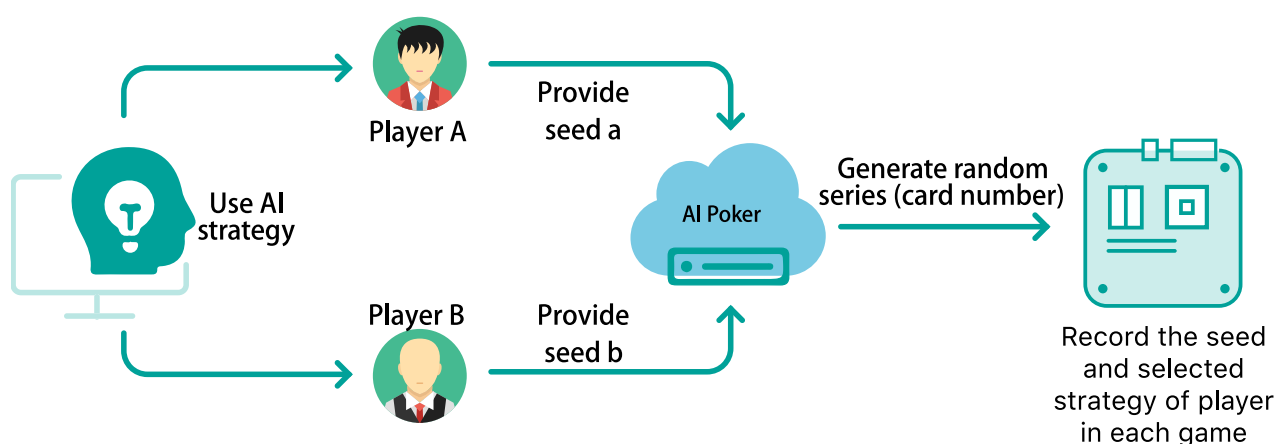 Use AI
strategy
Player A
Provide
seed a
Player B
Provide
seed b
AI Poker
Generate random
series (card number)
Record the seed
and selected
strategy of player
in each game